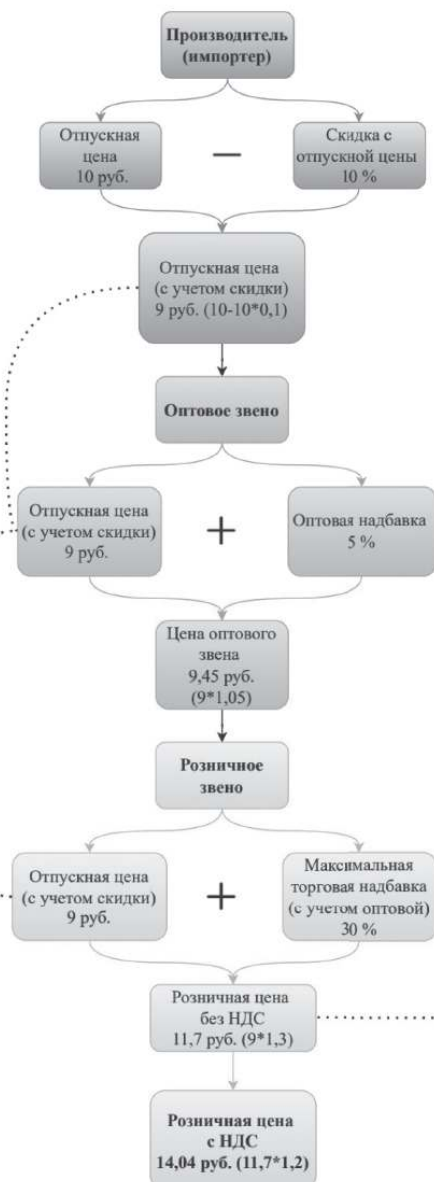 Производитель
(импортер)
Отпускная
цена
10 руб.
−
Скидка с
отпускной цены
10 %
Отпускная цена
(с учетом скидки)
9 руб. (10-10*0,1)
Оптовое звено
Отпускная цена
(с учетом скидки)
9 руб.
+
Оптовая надбавка
5 %
Цена оптового
звена
9,45 руб.
(9*1,05)
Розничное
звено
Отпускная цена
(с учетом скидки)
9 руб.
+
Максимальная
торговая надбавка
(с учетом оптовой)
30 %
Розничная цена
без НДС
11,7 руб. (9*1,3)
Розничная цена
с НДС
14,04 руб. (11,7*1,2)